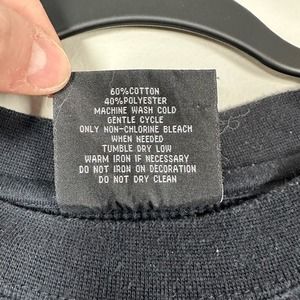 60%COTTON
40%POLYESTER
MACHINE WASH COLD
GENTLE CYCLE
ONLY NON-CHLORINE BLEACH
WHEN NEEDED
TUMBLE DRY LOW
WARM IRON IF NECESSARY
DO NOT IRON ON DECORATION
DO NOT DRY CLEAN